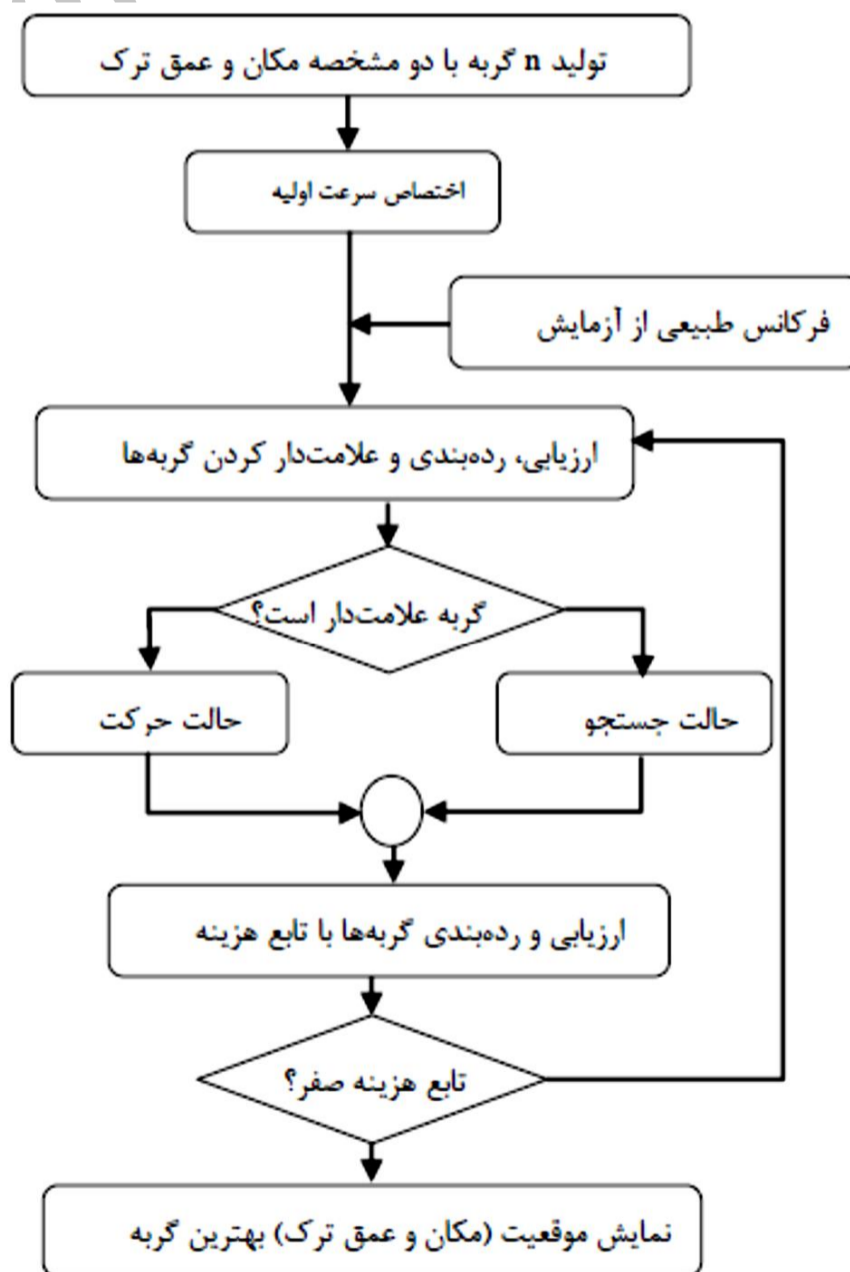 تولید n گربه با دو مشخصه مکان و عمق ترک
اختصاص سرعت اولیه
فرکانس طبیعی از آزمایش
ارزیابی، رده‌بندی و علامت‌دار کردن گربه‌ها
گربه علامت‌دار است؟
حالت جستجو
حالت حرکت
ارزیابی و رده‌بندی گربه‌ها با تابع هزینه
تابع هزینه صفر؟
نمایش موقعیت (مکان و عمق ترک) بهترین گربه